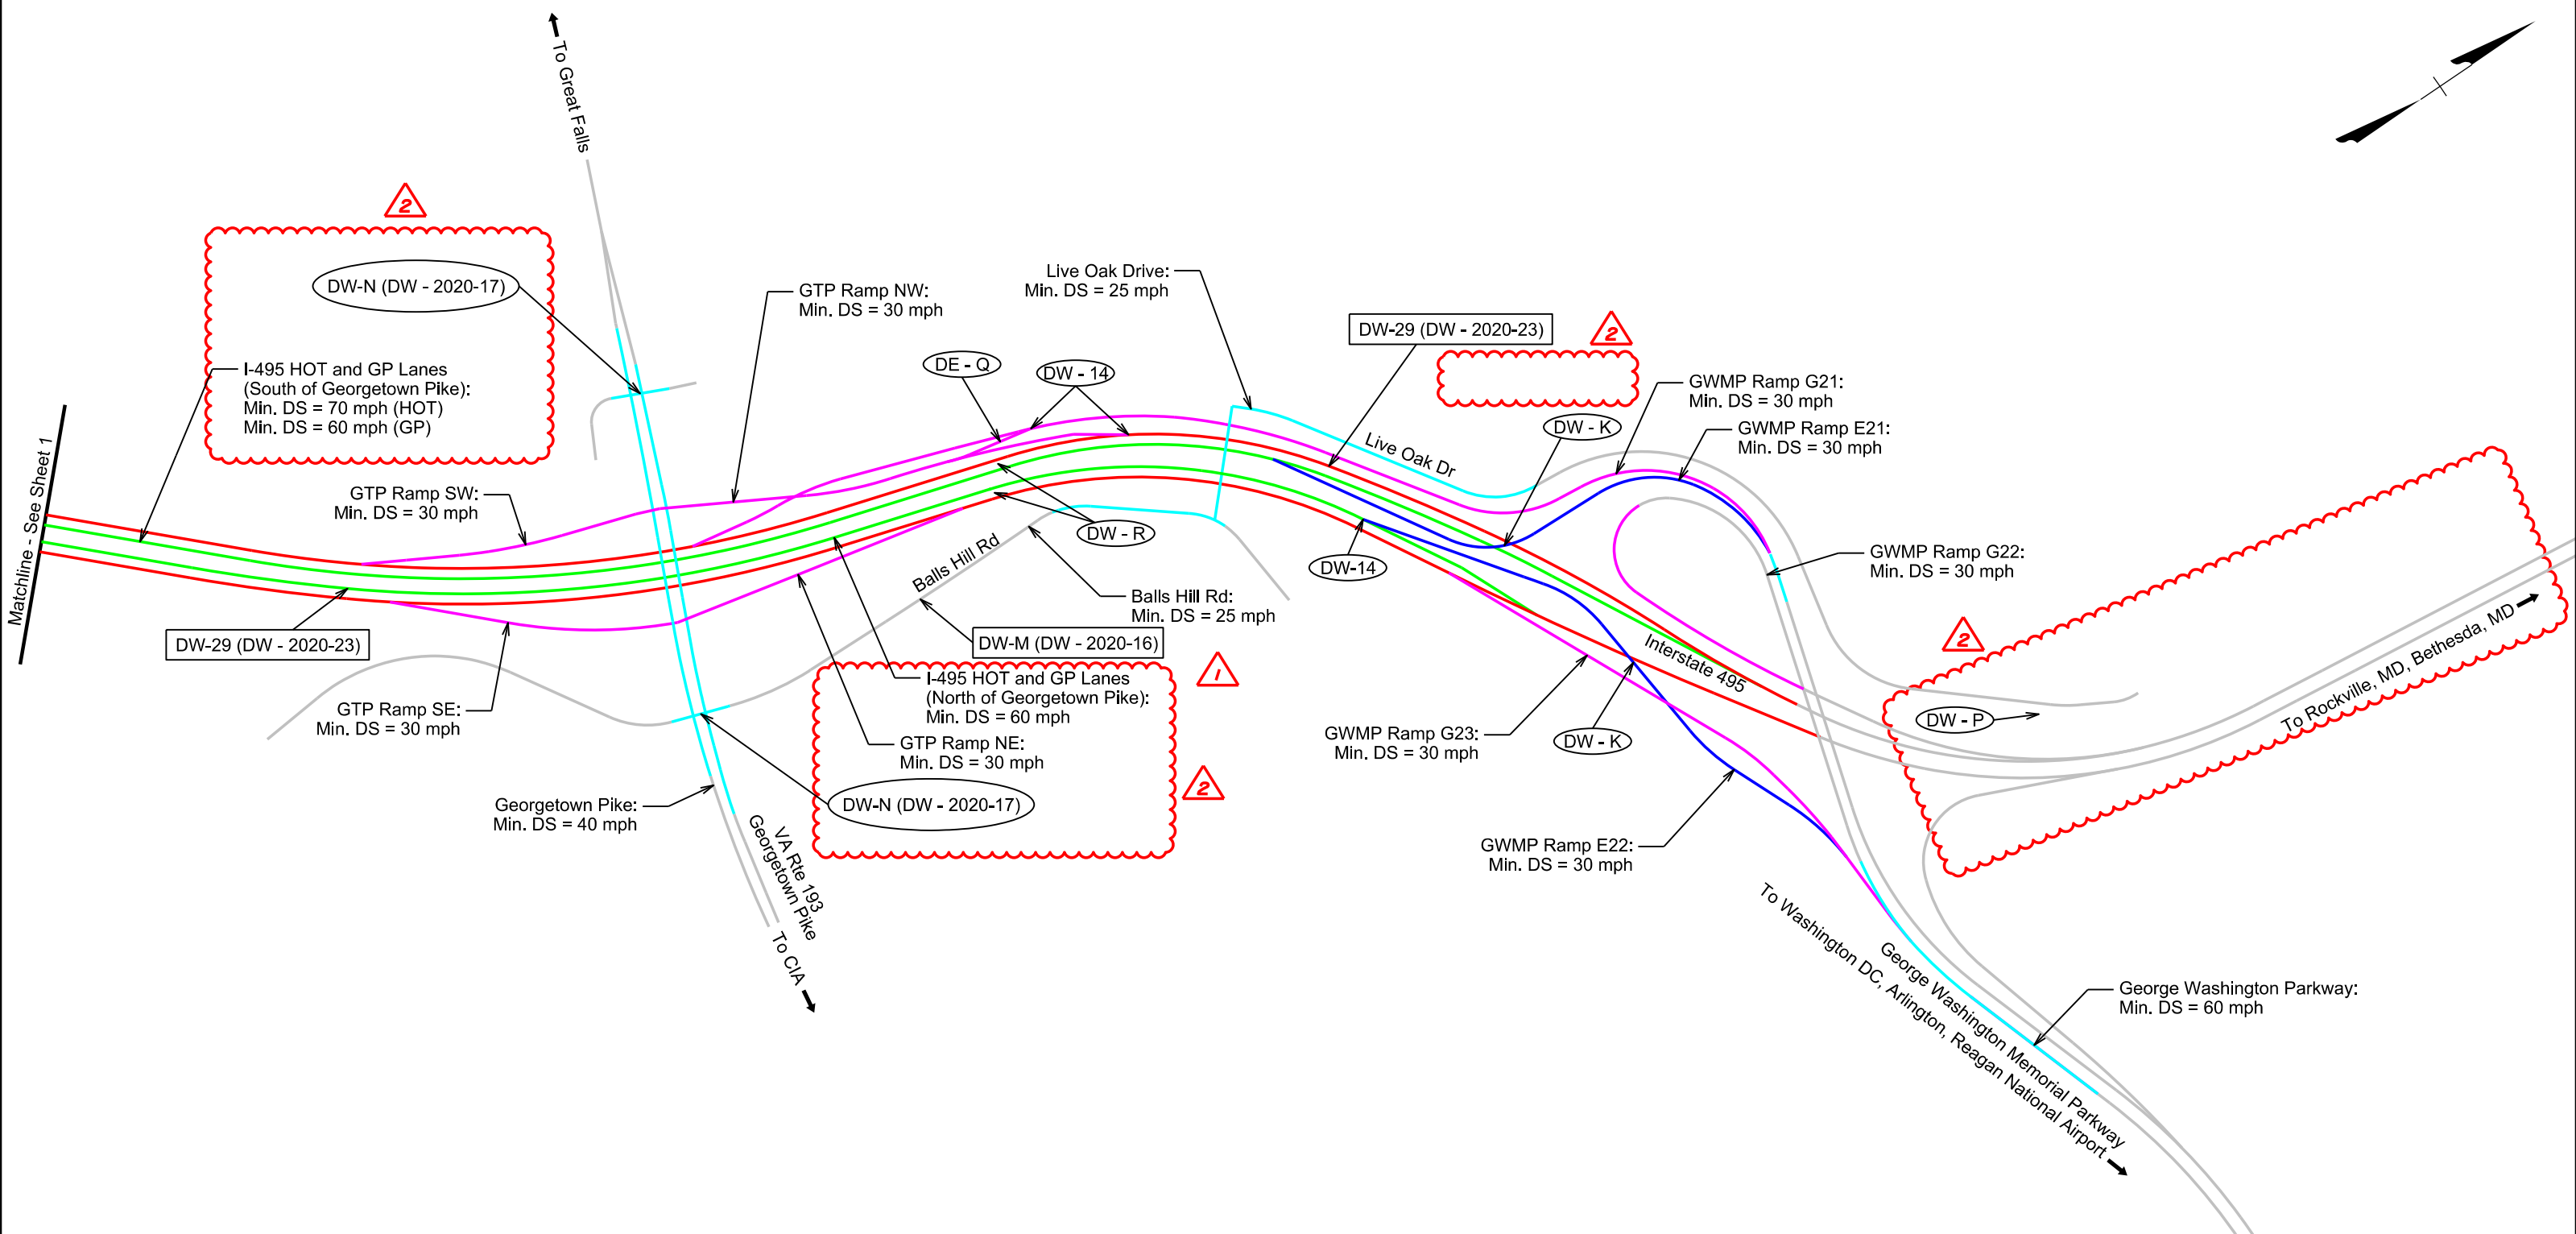 To Great Falls
2
DW-N (DW - 2020-17)
I-495 HOT and GP Lanes
(South of Georgetown Pike):
Min. DS = 70 mph (HOT)
Min. DS = 60 mph (GP)
Matchline - See Sheet 1
GTP Ramp SW:
Min. DS = 30 mph
GTP Ramp NW:
Min. DS = 30 mph
DE - Q
DW - 14
Live Oak Drive:
Min. DS = 25 mph
DW-29 (DW - 2020-23)
2
Live Oak Dr
DW - K
GWMP Ramp G21:
Min. DS = 30 mph
GWMP Ramp E21:
Min. DS = 30 mph
DW - R
DW-14
GWMP Ramp G22:
Min. DS = 30 mph
Balls Hill Rd
Balls Hill Rd:
Min. DS = 25 mph
DW-29 (DW - 2020-23)
DW-M (DW - 2020-16)
1
I-495 HOT and GP Lanes
(North of Georgetown Pike):
Min. DS = 60 mph
GTP Ramp NE:
Min. DS = 30 mph
DW-N (DW - 2020-17)
2
GTP Ramp SE:
Min. DS = 30 mph
Georgetown Pike:
Min. DS = 40 mph
VA Rte 193
Georgetown Pike
To CIA
Interstate 495
GWMP Ramp G23:
Min. DS = 30 mph
DW - K
2
DW - P
To Rockville, MD, Bethesda, MD
GWMP Ramp E22:
Min. DS = 30 mph
George Washington Memorial Parkway
To Washington DC, Arlington, Reagan National Airport
George Washington Parkway:
Min. DS = 60 mph